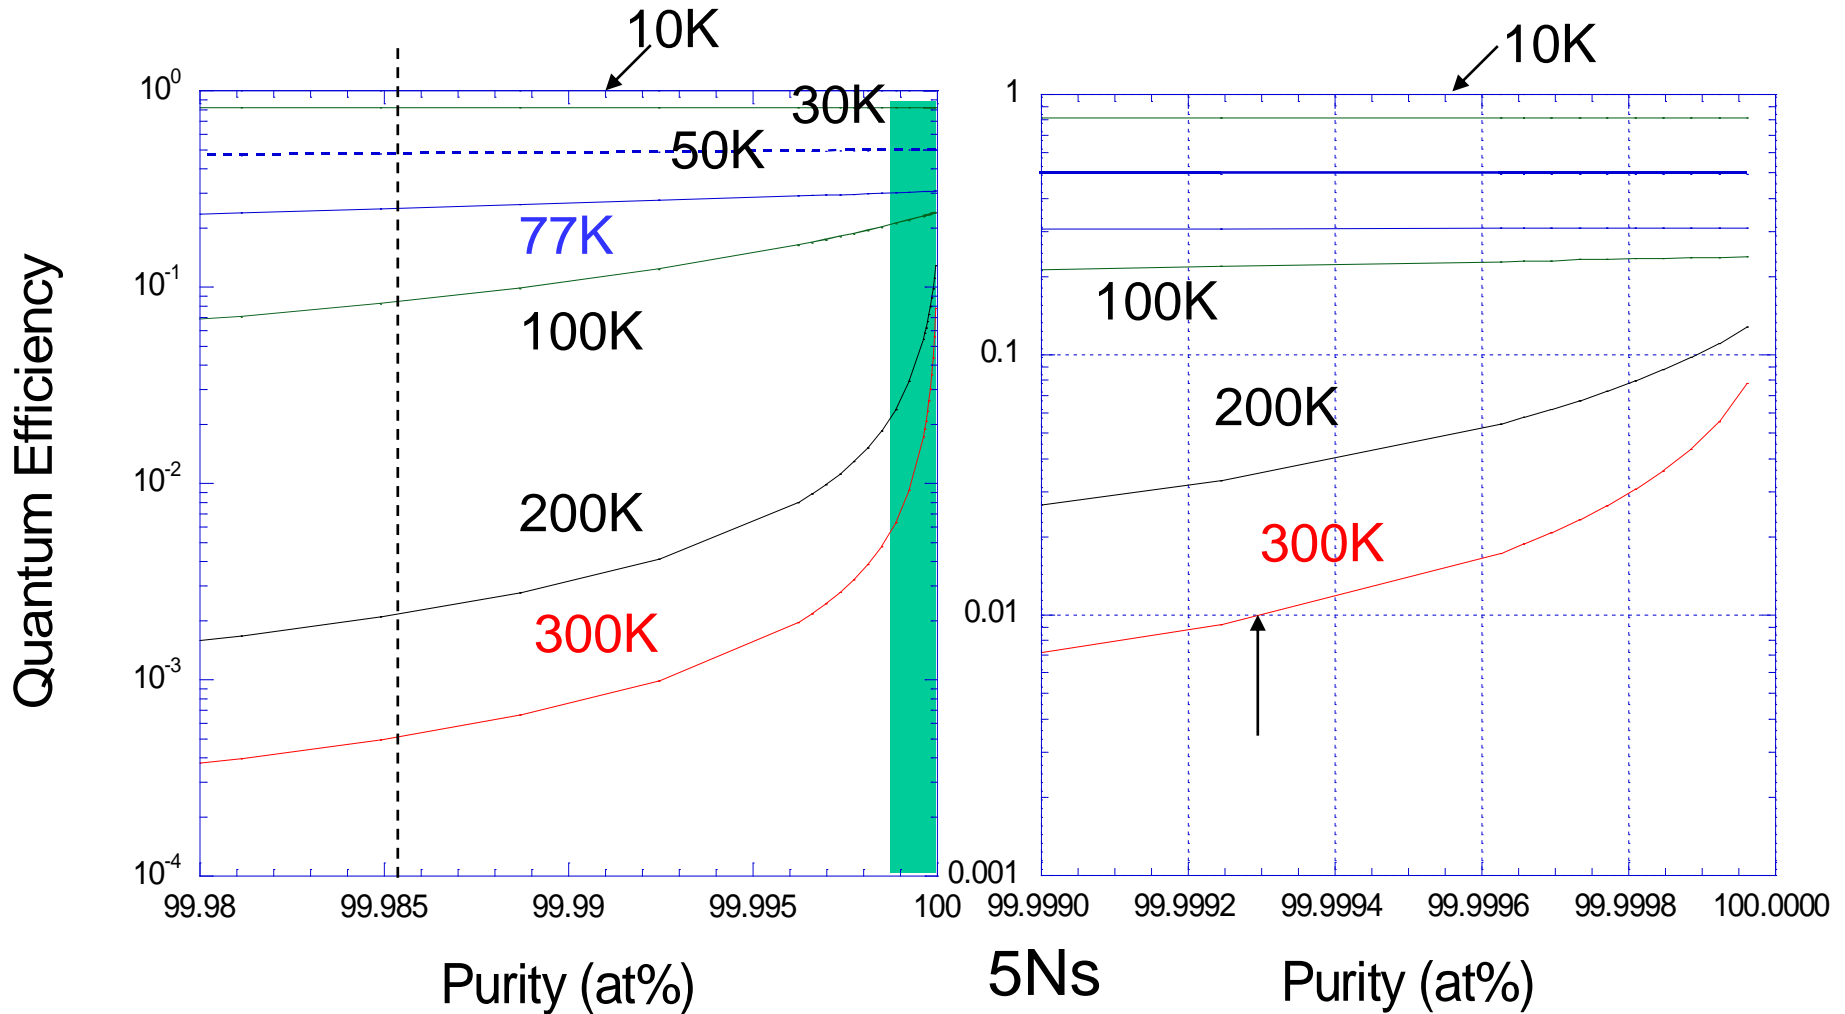 10K
10K
10⁰
30K
50K
77K
10⁻¹
100K
200K
10⁻²
300K
10⁻³
10⁻⁴
99.98 99.985 99.99 99.995 100
Quantum Efficiency
Purity (at%)
1
100K
0.1
200K
300K
0.01
0.001
99.9990 99.9992 99.9994 99.9996 99.9998 100.0000
5Ns
Purity (at%)